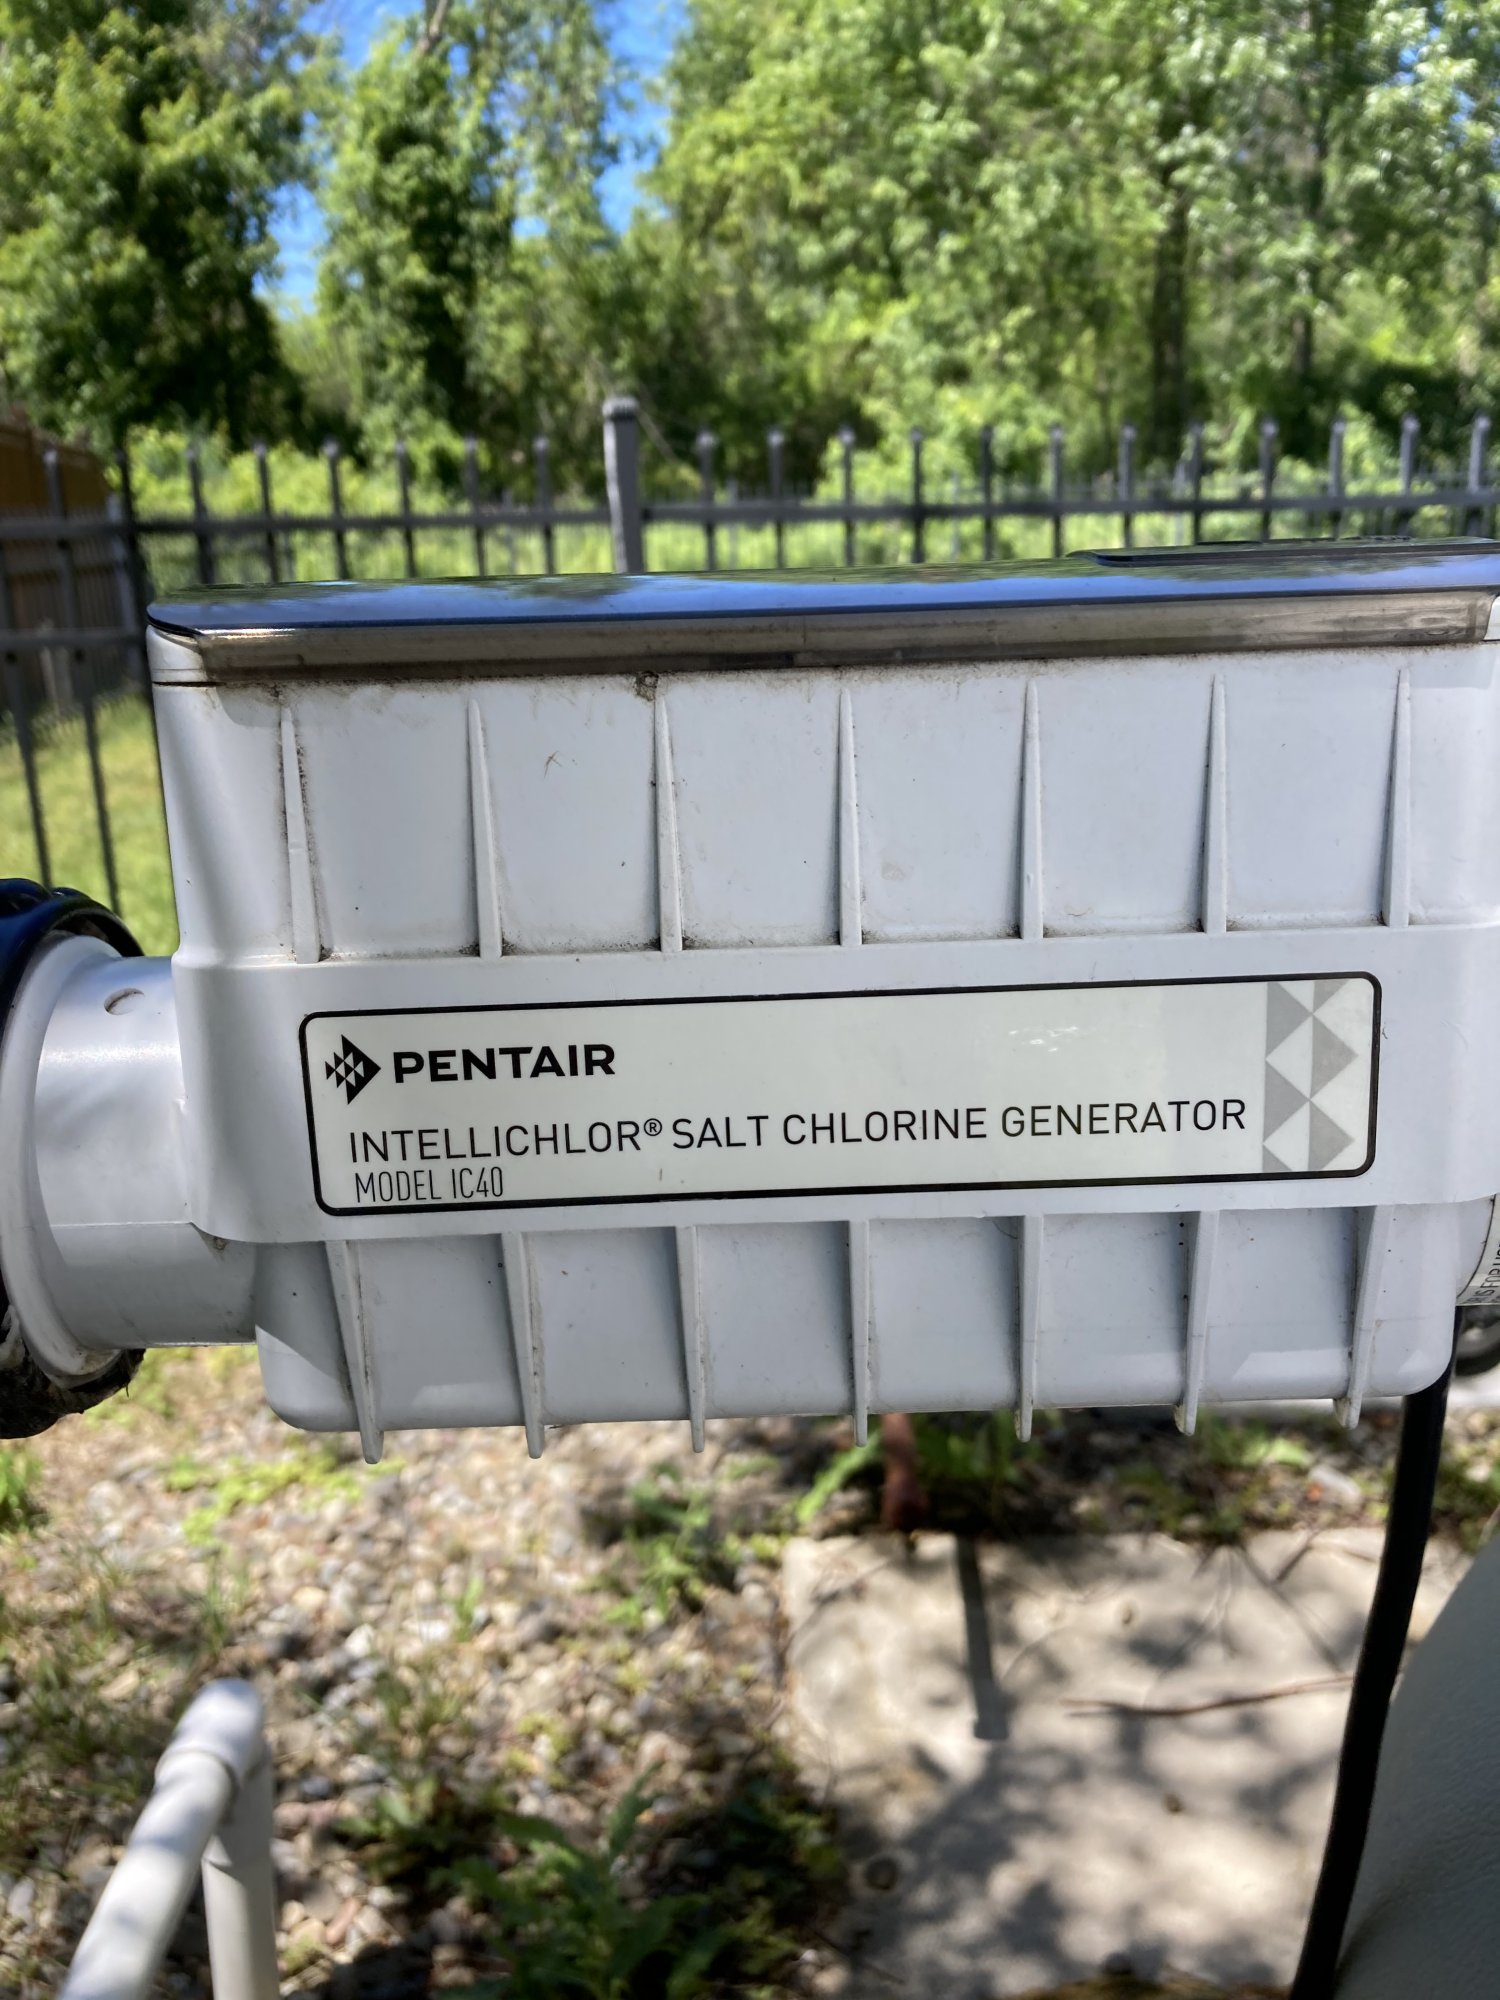 PENTAIR
INTELLICHLOR® SALT CHLORINE GENERATOR
MODEL IC40